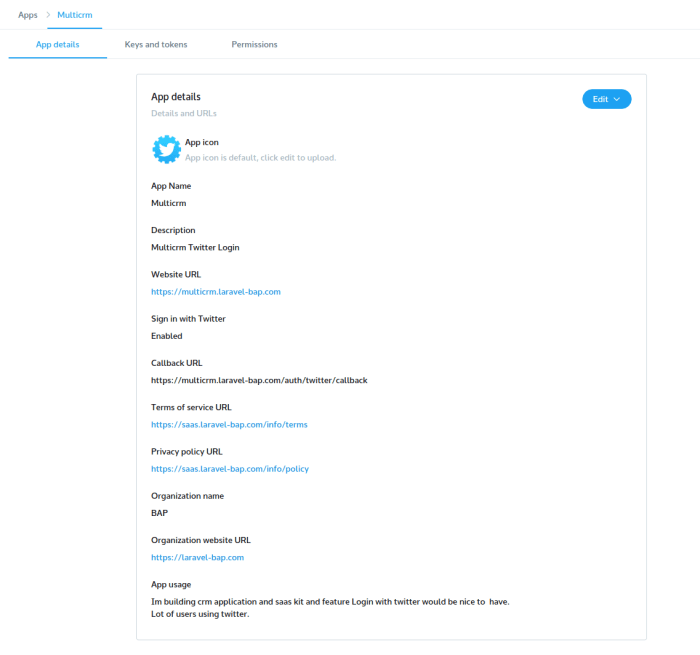 Apps > Multicrm
App details Keys and tokens Permissions
App details
Edit
Details and URLs
App icon
App icon is default, click edit to upload.
App Name
Multicrm
Description
Multicrm Twitter Login
Website URL
https://multicrm.laravel-bap.com
Sign in with Twitter
Enabled
Callback URL
https://multicrm.laravel-bap.com/auth/twitter/callback
Terms of service URL
https://saas.laravel-bap.com/info/terms
Privacy policy URL
https://saas.laravel-bap.com/info/policy
Organization name
BAP
Organization website URL
https://laravel-bap.com
App usage
Im building crm application and saas kit and feature Login with twitter would be nice to have.
Lot of users using twitter.